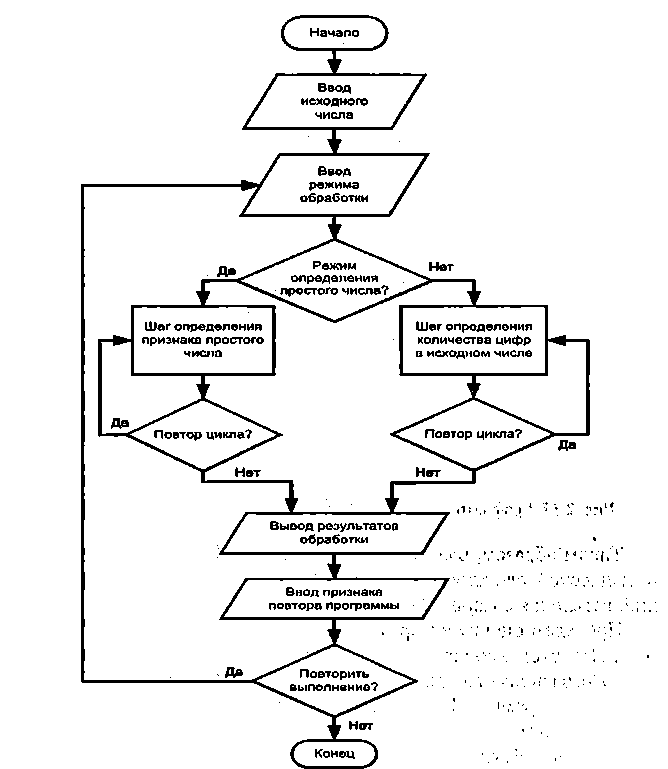 Начало
Ввод
исходного
числа
Ввод
режима
обработки
Режим
определения
простого числа?
Да
Нет
Шаг определения
признака простого
числа
Шаг определения
количества цифр
в исходном числе
Да
Повтор цикла?
Повтор цикла?
Да
Нет
Нет
Вывод результатов
обработки
Ввод признака
повтора программы
Да
Повторить
выполнение?
Нет
Конец